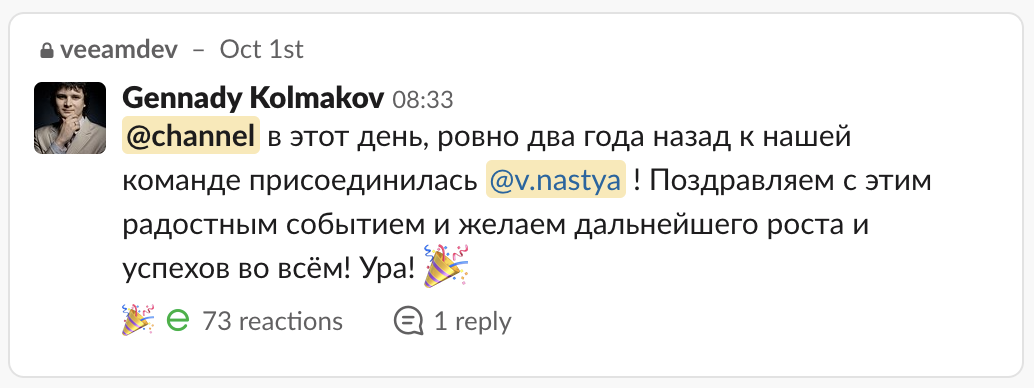 veeamdev – Oct 1st
Gennady Kolmakov 08:33
@channel в этот день, ровно два года назад к нашей
команде присоединилась @v.nastya ! Поздравляем с этим
радостным событием и желаем дальнейшего роста и
успехов во всём! Ура! 🎉
73 reactions 1 reply